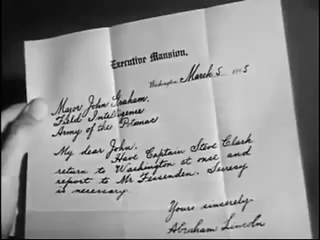 Executive Mansion,
Washington, March 5 1865
Major John Graham,
Field Intelligence
Army of the Potomac
My dear John,
Have Captain Steve Clark
return to Washington at once and
report to Mr Fessenden. Secrecy
is necessary.
Yours sincerely,
Abraham Lincoln